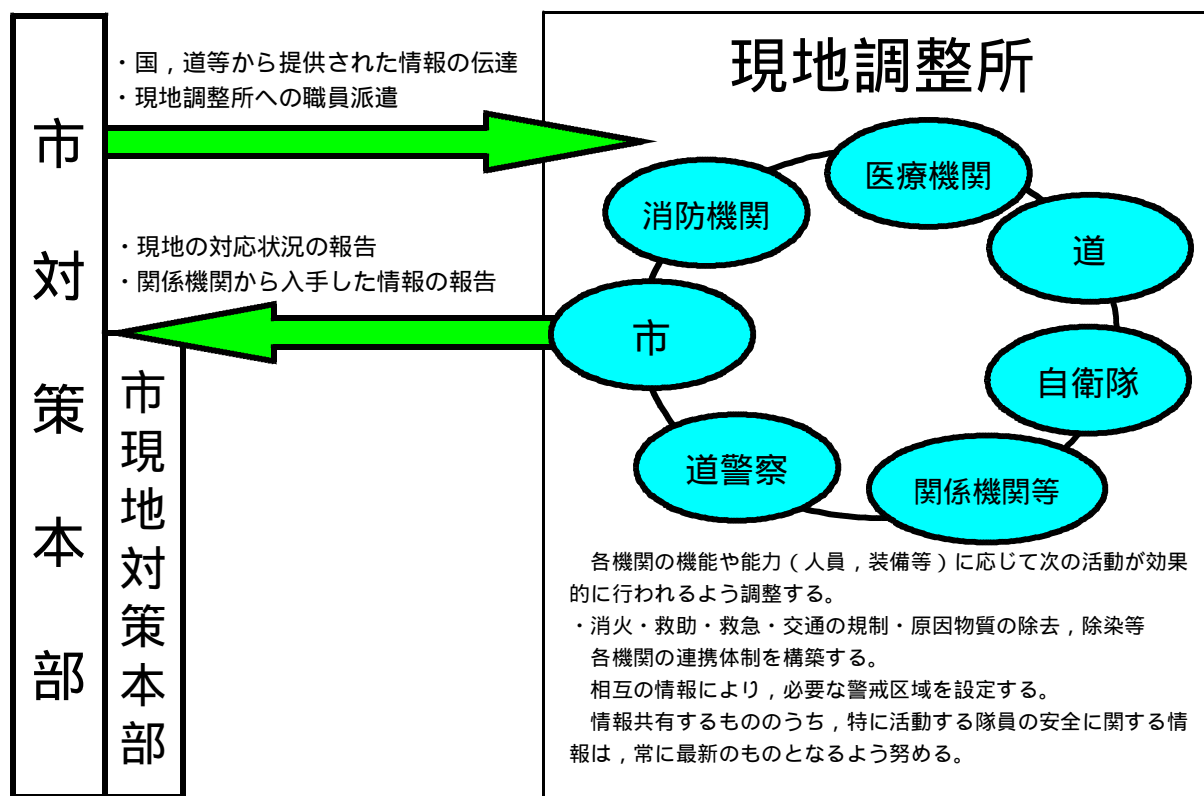 市対策本部
市現地対策本部
・国，道等から提供された情報の伝達
・現地調整所への職員派遣
・現地の対応状況の報告
・関係機関から入手した情報の報告
現地調整所
医療機関
消防機関
道
市
自衛隊
道警察
関係機関等
　各機関の機能や能力（人員，装備等）に応じて次の活動が効果
的に行われるよう調整する。
・消火・救助・救急・交通の規制・原因物質の除去，除染等
　各機関の連携体制を構築する。
　相互の情報により，必要な警戒区域を設定する。
　情報共有するもののうち，特に活動する隊員の安全に関する情
報は，常に最新のものとなるよう努める。